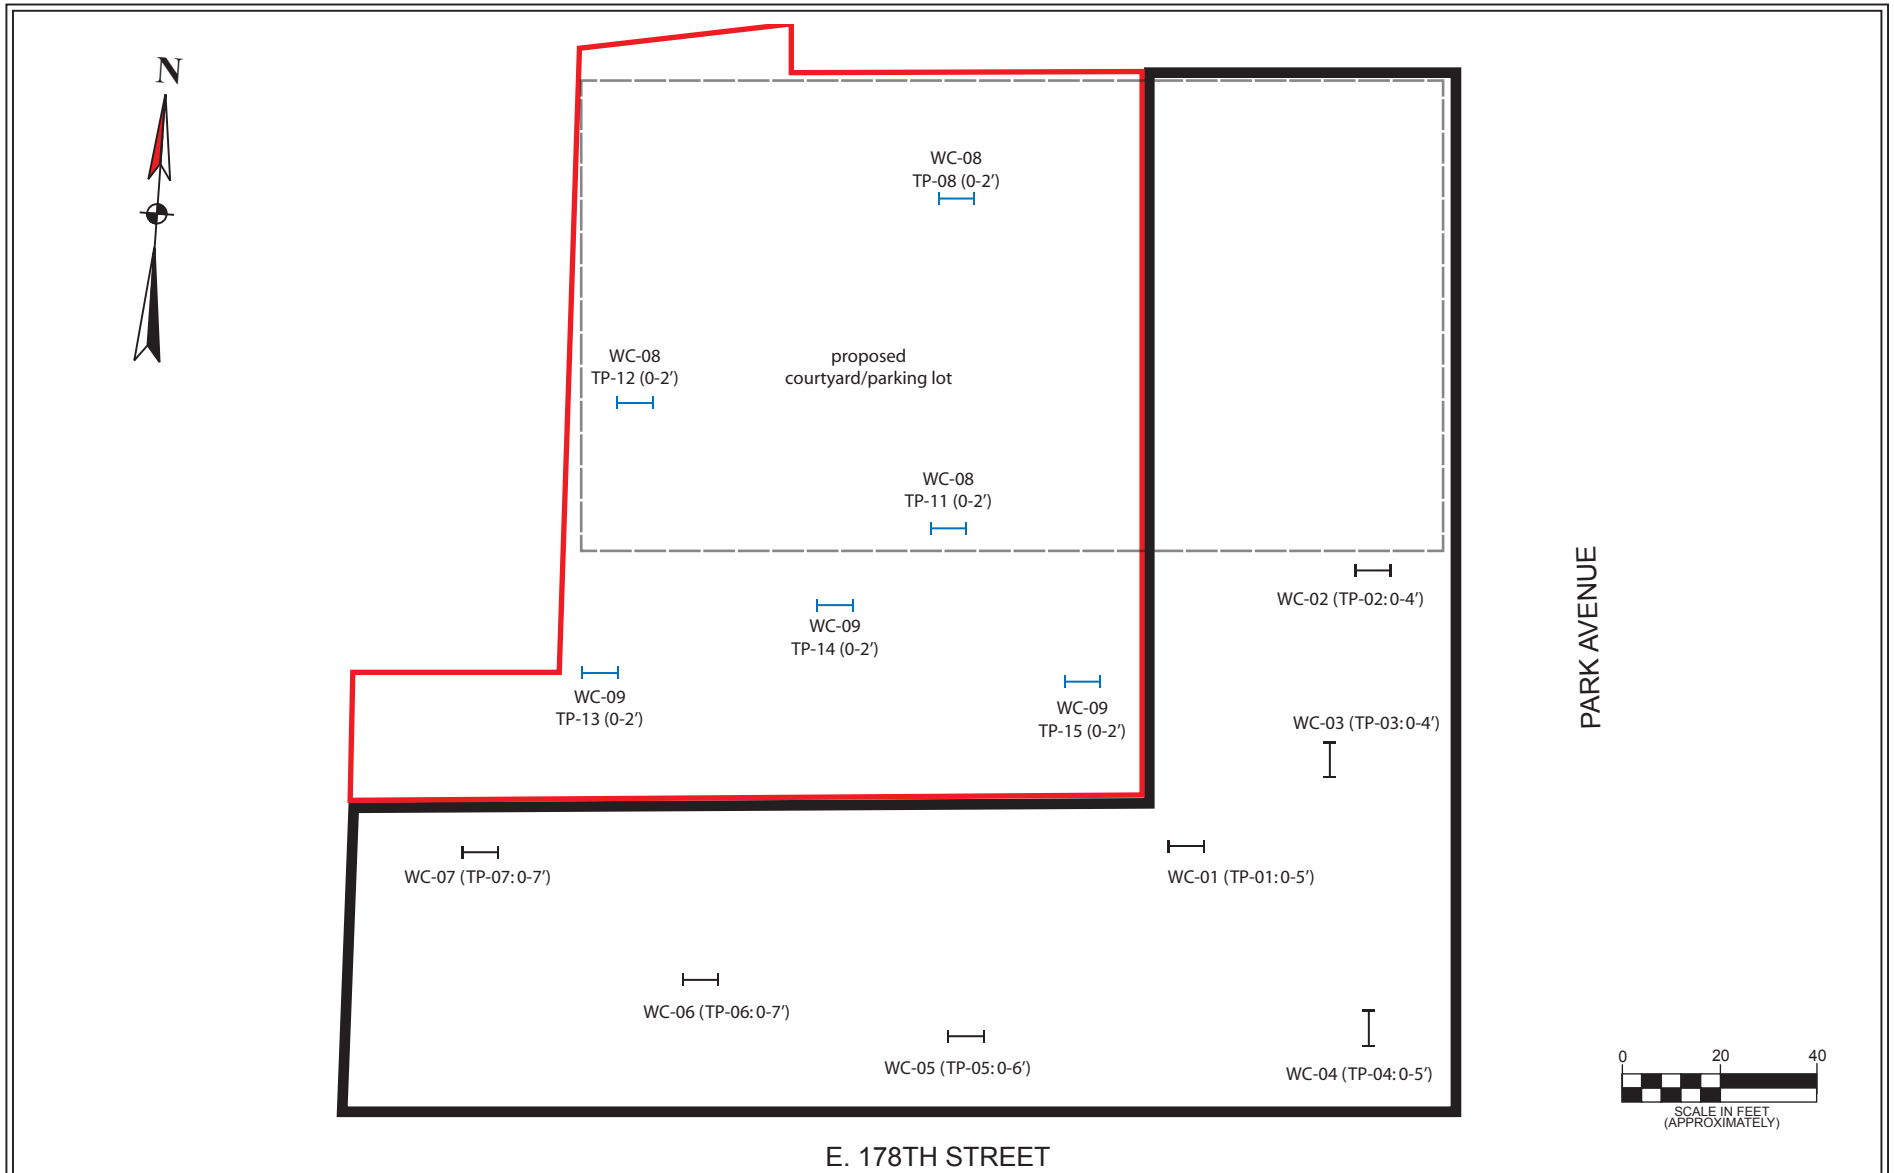 N
WC-08
TP-08 (0-2’)
WC-08
TP-12 (0-2’)
proposed
courtyard/parking lot
WC-08
TP-11 (0-2’)
WC-02 (TP-02: 0-4’)
WC-09
TP-14 (0-2’)
WC-09
TP-13 (0-2’)
WC-09
TP-15 (0-2’)
WC-03 (TP-03: 0-4’)
PARK AVENUE
WC-07 (TP-07: 0-7’)
WC-01 (TP-01: 0-5’)
WC-06 (TP-06: 0-7’)
WC-05 (TP-05: 0-6’)
WC-04 (TP-04: 0-5’)
0 20 40
SCALE IN FEET
(APPROXIMATELY)
E. 178TH STREET